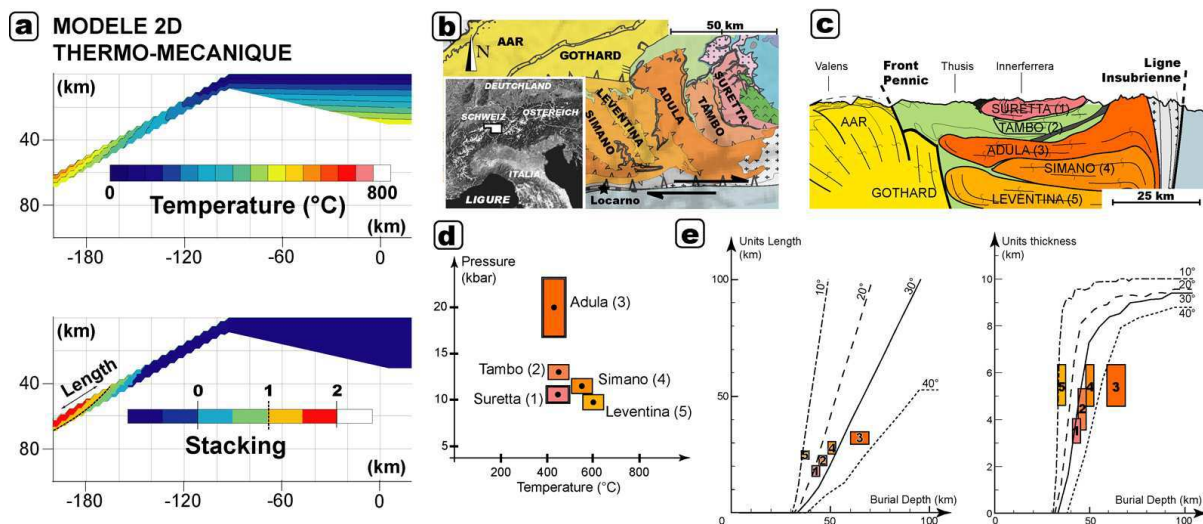 a
MODELE 2D
THERMO-MECANIQUE
(km)
40
80
0
800
Temperature (°C)
(km)
-180
-120
-60
0
(km)
Length
40
80
0
1
2
Stacking
(km)
-180
-120
-60
0
b
50 km
AAR
N
GOTHARD
DEUTCHLAND
SCHWEIZ
OSTEREICH
ITALIA
LIGURE
LEVENTINA
SIMANO
ADULA
TAMBO
SURETTA
Locarno
c
Valens
Front
Pennic
Thusis
Innerferrera
Ligne
Insubrienne
AAR
GOTHARD
SURETTA (1)
TAMBO (2)
ADULA (3)
SIMANO (4)
LEVENTINA (5)
25 km
d
Pressure
(kbar)
20
15
10
5
Adula (3)
Tambo (2)
Simano (4)
Suretta (1)
Leventina (5)
200
400
600
800
Temperature (°C)
e
Units Length
(km)
100
50
0
0
50
100
10°
20°
30°
40°
5
1
2
4
3
Burial Depth (km)
Units thickness
(km)
10
8
6
4
2
0
0
50
100
10°
20°
30°
40°
5
4
3
2
1
Burial Depth (km)